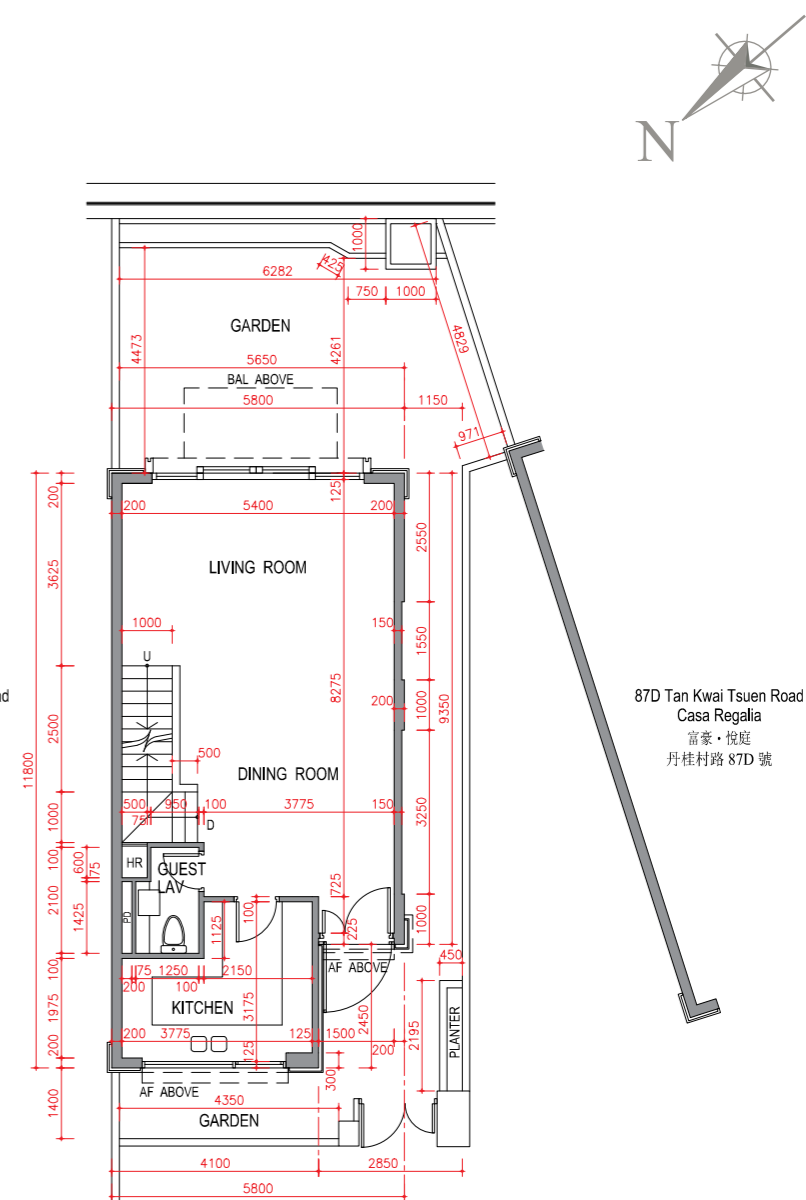 N
1000
425
6282
750 1000
GARDEN
4473
4261
4829
5650
BAL ABOVE
5800 1150
971
200
125
200 5400 200
2550
3625
LIVING ROOM
1000
150
1550
U
8275
200
1000
9350
87D Tan Kwai Tsuen Road
Casa Regalia
富豪・悅庭
丹桂村路 87D 號
2500
11800
500
DINING ROOM
500 950 100 3775 150
75
D
3250
1000
100
600
75
HR
GUEST
LAV
2100
1425
PD
725
100
1125
225
1000
AF ABOVE
450
100
75 1250 2150
200 100
KITCHEN
3175
2450
1975
2195
PLANTER
200 3775 125 1500
200
200
125
300
AF ABOVE
1400
4350
GARDEN
4100 2850
5800